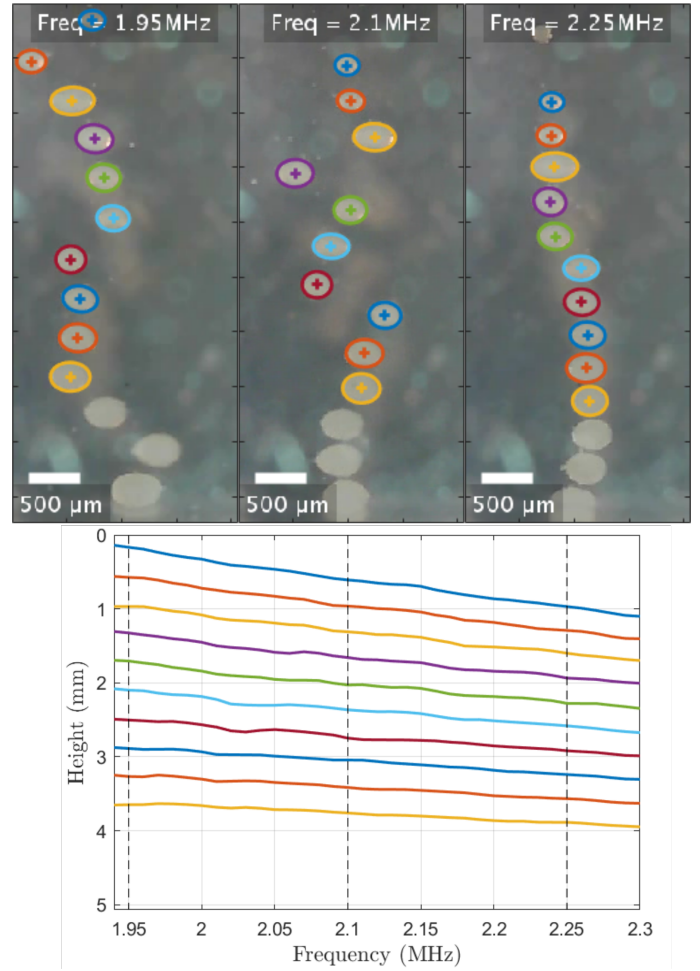 Freq = 1.95MHz
Freq = 2.1MHz
Freq = 2.25MHz
500 μm
500 μm
500 μm
0
1
2
3
4
5
Height (mm)
1.95
2
2.05
2.1
2.15
2.2
2.25
2.3
Frequency (MHz)